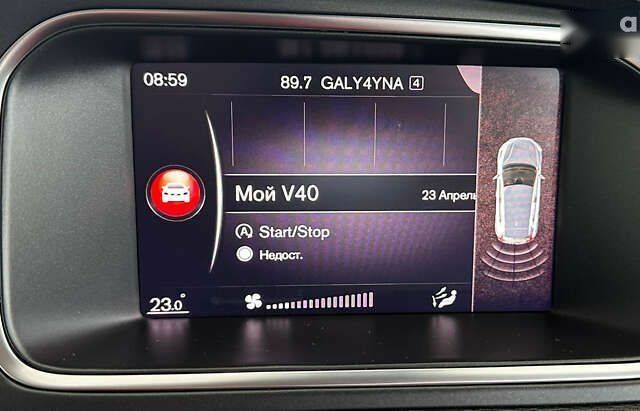 08:59
89.7 GALY4YNA 4
Мой V40
23 Апрель
Start/Stop
Недост.
23.0°